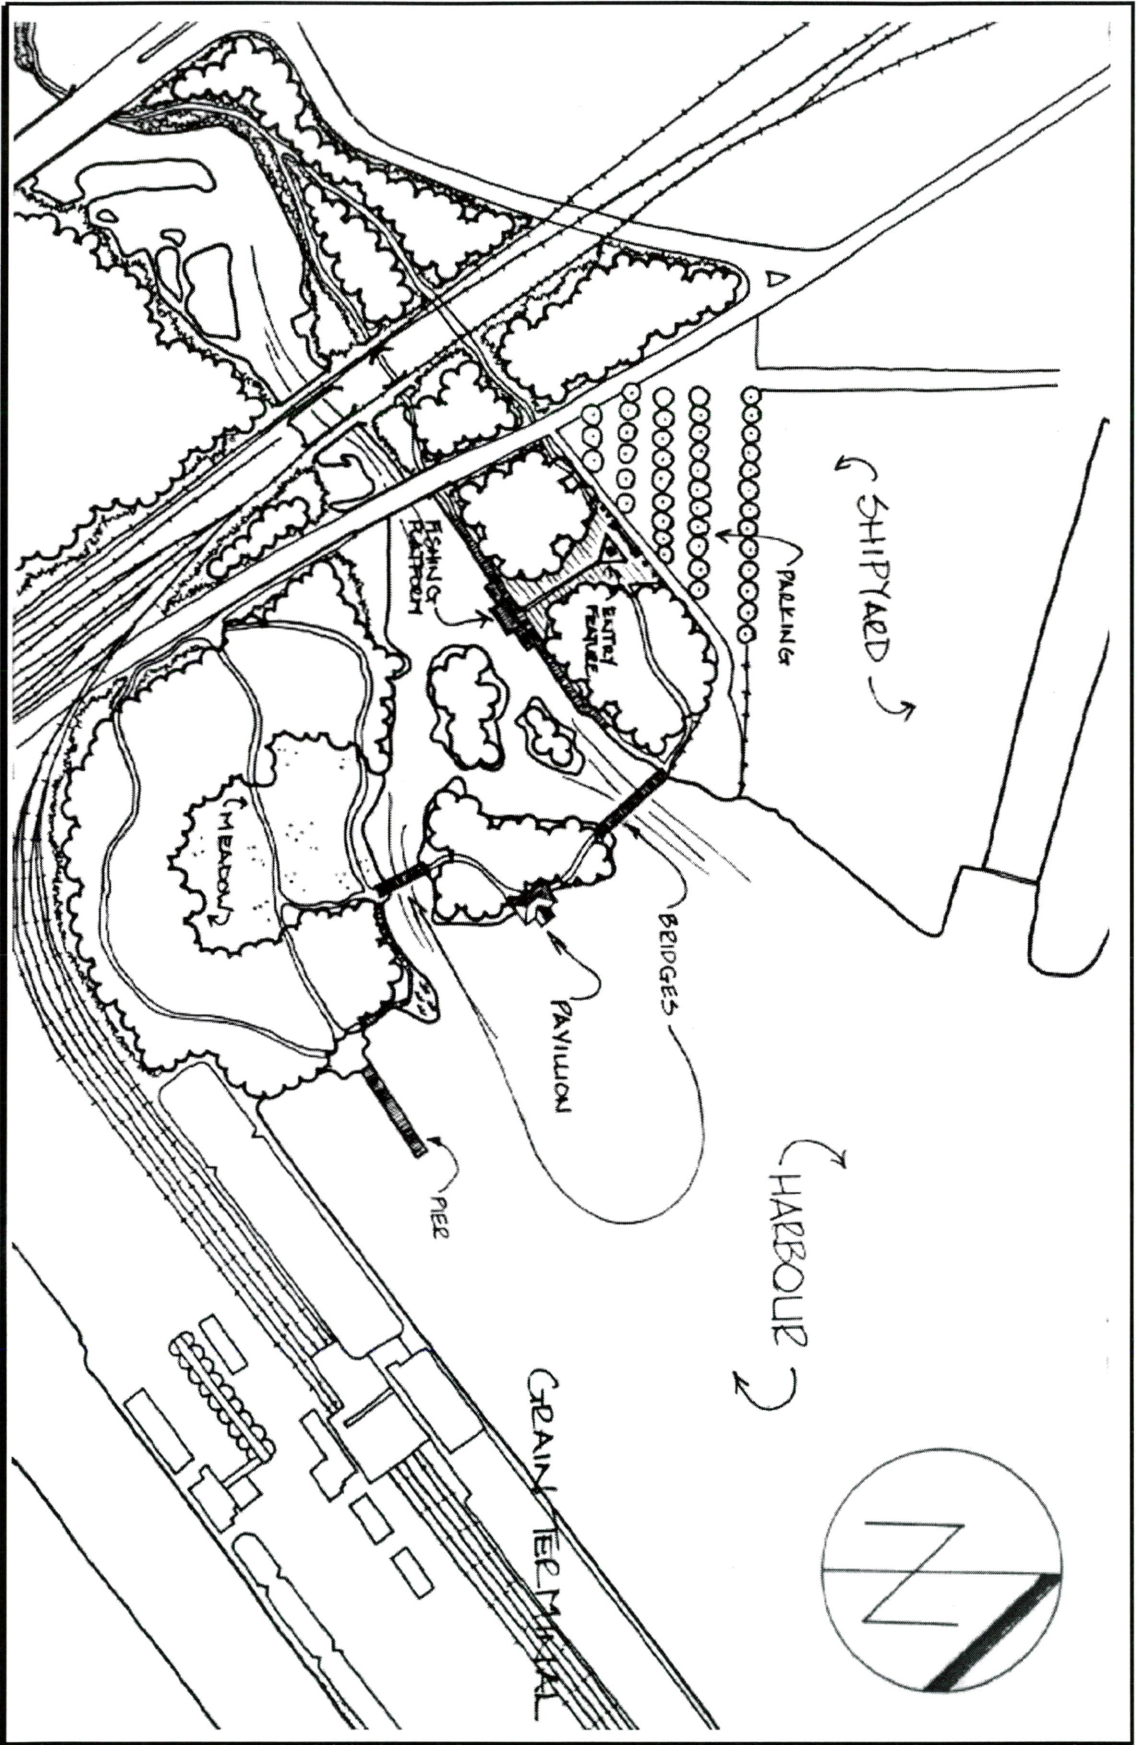 SHIPYARD
HARBOUR
N
PARKING
BRIDGES
ENTRY
FEATURE
PAVILLION
GRAIN TERMINAL
FISHING
PLATFORM
PIER
MEADOW